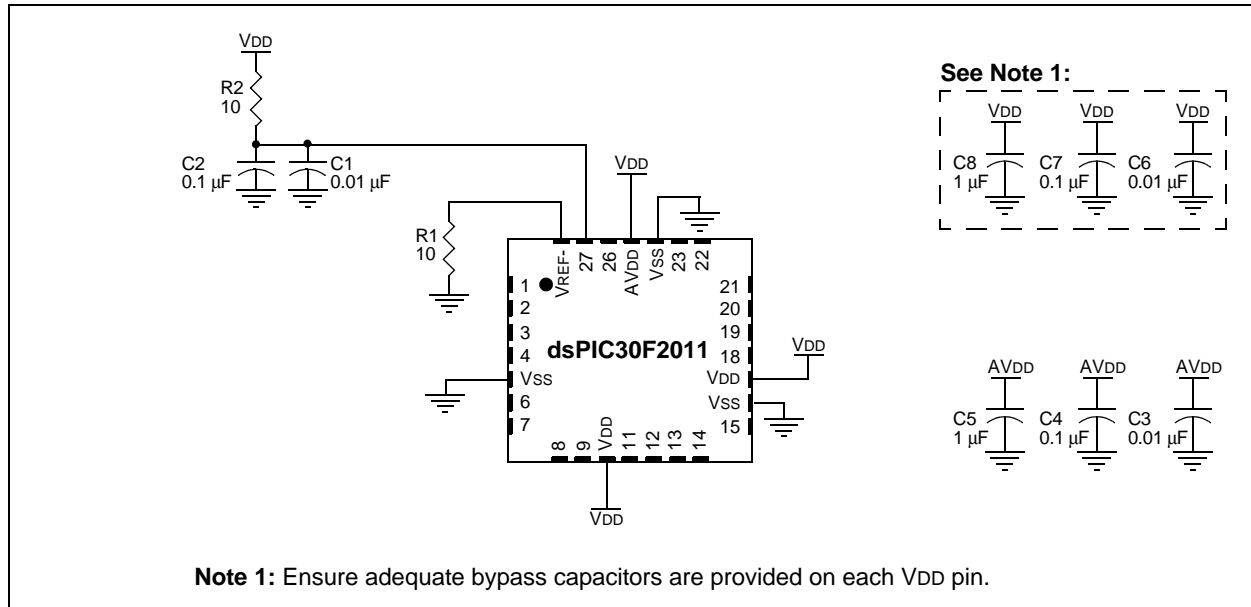 VDD
R2
10
C2
0.1 µF
C1
0.01 µF
R1
10
VDD
VREF-
27
26
AVDD
VSS
23
22
1
2
3
4
VSS
6
7
dsPIC30F2011
21
20
19
18
VDD
VSS
15
VDD
8
9
VDD
11
12
13
14
VDD
See Note 1:
VDD
VDD
VDD
C8
1 µF
C7
0.1 µF
C6
0.01 µF
AVDD
AVDD
AVDD
C5
1 µF
C4
0.1 µF
C3
0.01 µF
Note 1: Ensure adequate bypass capacitors are provided on each VDD pin.